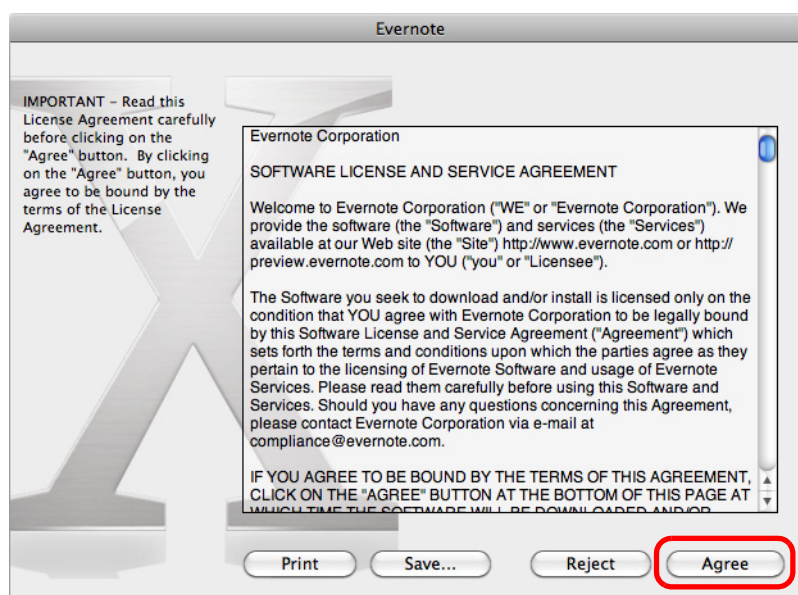 Evernote
IMPORTANT – Read this
License Agreement carefully
before clicking on the
"Agree" button.  By clicking
on the "Agree" button, you
agree to be bound by the
terms of the License
Agreement.
Evernote Corporation
SOFTWARE LICENSE AND SERVICE AGREEMENT
Welcome to Evernote Corporation ("WE" or "Evernote Corporation"). We
provide the software (the "Software") and services (the "Services")
available at our Web site (the "Site") http://www.evernote.com or http://
preview.evernote.com to YOU ("you" or "Licensee").
The Software you seek to download and/or install is licensed only on the
condition that YOU agree with Evernote Corporation to be legally bound
by this Software License and Service Agreement ("Agreement") which
sets forth the terms and conditions upon which the parties agree as they
pertain to the licensing of Evernote Software and usage of Evernote
Services. Please read them carefully before using this Software and
Services. Should you have any questions concerning this Agreement,
please contact Evernote Corporation via e-mail at
compliance@evernote.com.
IF YOU AGREE TO BE BOUND BY THE TERMS OF THIS AGREEMENT,
CLICK ON THE "AGREE" BUTTON AT THE BOTTOM OF THIS PAGE AT
WHICH TIME THE SOFTWARE WILL BE DOWNLOADED AND/OR
Print
Save...
Reject
Agree